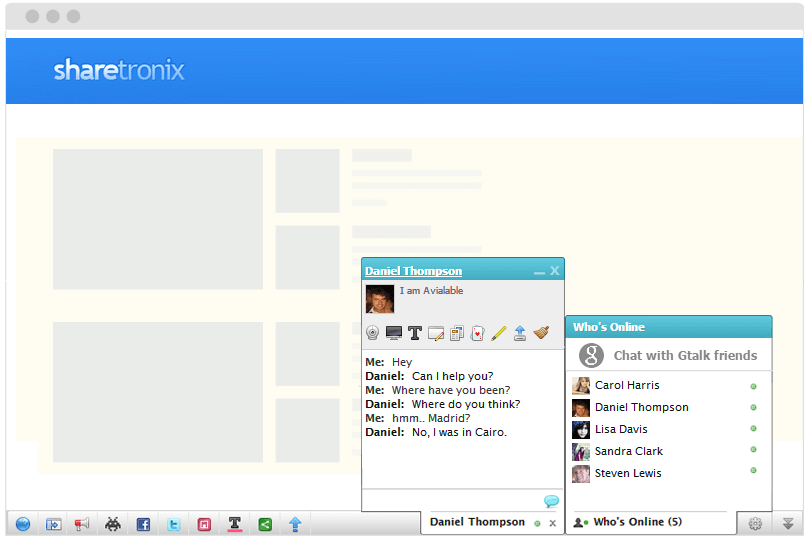 sharetronix
Daniel Thompson
I am Avialable
Me: Hey
Daniel: Can I help you?
Me: Where have you been?
Daniel: Where do you think?
Me: hmm.. Madrid?
Daniel: No, I was in Cairo.
Daniel Thompson
Who's Online
Chat with Gtalk friends
Carol Harris
Daniel Thompson
Lisa Davis
Sandra Clark
Steven Lewis
Who's Online (5)